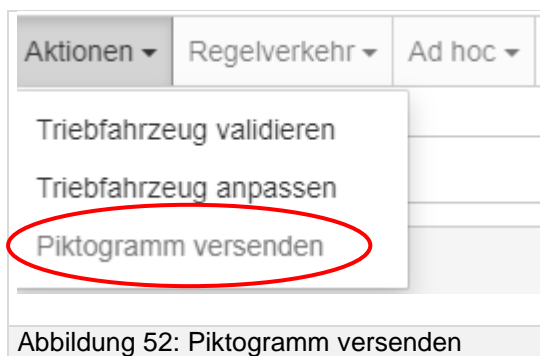 Aktionen Regelverkehr Ad hoc
Triebfahrzeug validieren
Triebfahrzeug anpassen
Piktogramm versenden
Abbildung 52: Piktogramm versenden